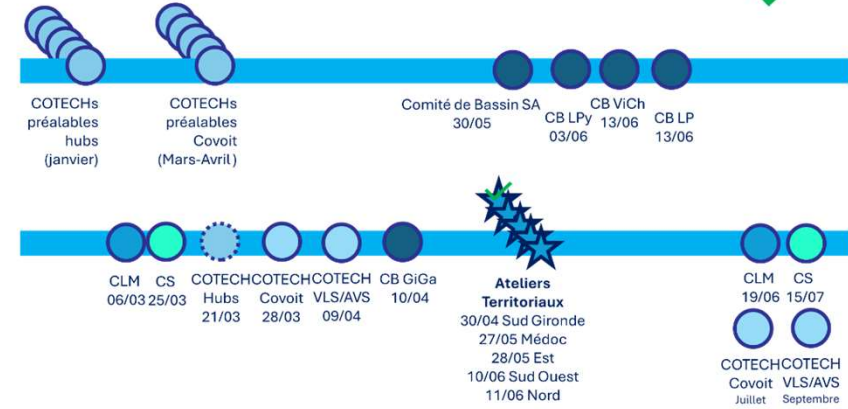 COTECHs
préalables
hubs
(janvier)
COTECHs
préalables
Covoit
(Mars-Avril)
Comité de Bassin SA
30/05
CB LPy
03/06
CB ViCh
13/06
CB LP
13/06
CLM
06/03
CS
25/03
COTECH
Hubs
21/03
COTECH
Covoit
28/03
COTECH
VLS/AVS
09/04
CB GiGa
10/04
Ateliers
Territoriaux
30/04 Sud Gironde
27/05 Médoc
28/05 Est
10/06 Sud Ouest
11/06 Nord
CLM
19/06
CS
15/07
COTECH
Covoit
Juillet
COTECH
VLS/AVS
Septembre